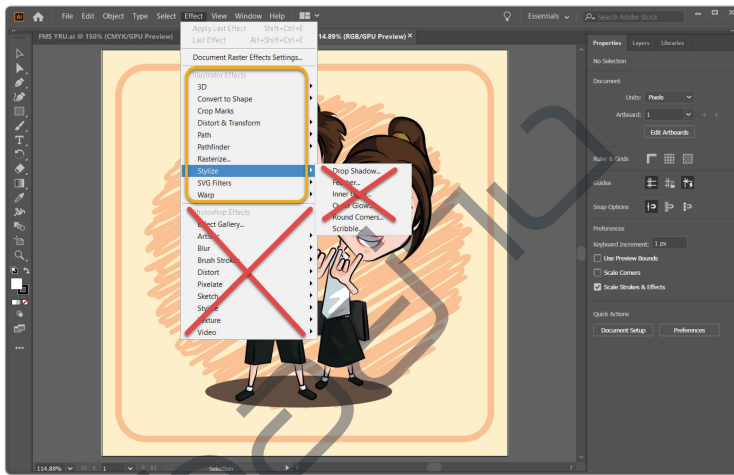 Ai File Edit Object Type Select Effect View Window Help Essentials Search Adobe Stock
FMS YRU.ai @ 150% (CMYK/GPU Preview) 14.89% (RGB/GPU Preview) ×
Apply Last Effect Shift+Ctrl+E
Last Effect Alt+Shift+Ctrl+E
Document Raster Effects Settings...
Illustrator Effects
3D
Convert to Shape
Crop Marks
Distort & Transform
Path
Pathfinder
Rasterize...
Stylize
SVG Filters
Warp
Drop Shadow...
Feather...
Inner Glow...
Outer Glow...
Round Corners...
Scribble...
Photoshop Effects
Effect Gallery...
Artistic
Blur
Brush Strokes
Distort
Pixelate
Sketch
Stylize
Texture
Video
Properties Layers Libraries
No Selection
Document
Units: Pixels
Artboard: 1
Edit Artboards
Ruler & Grids
Guides
Snap Options
Preferences
Keyboard Increment: 1 px
Use Preview Bounds
Scale Corners
Scale Strokes & Effects
Quick Actions
Document Setup Preferences
114.89% 1 Selection